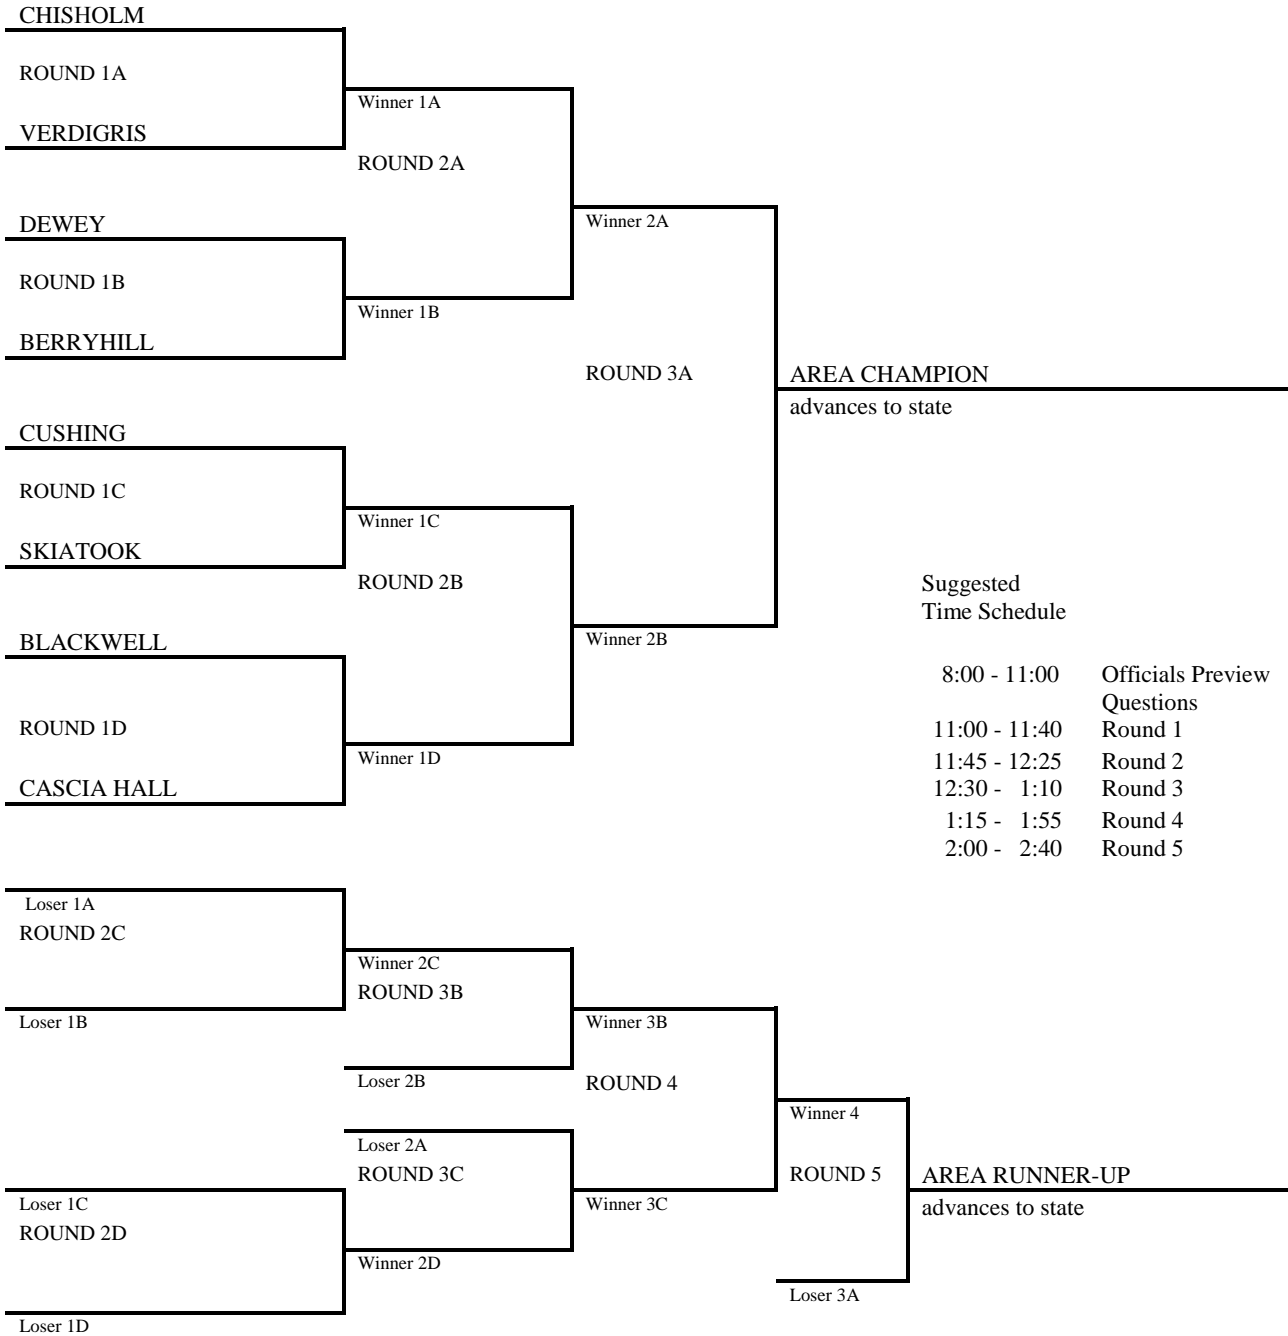 CHISHOLM
ROUND 1A
Winner 1A
VERDIGRIS
ROUND 2A
DEWEY
Winner 2A
ROUND 1B
Winner 1B
BERRYHILL
ROUND 3A
AREA CHAMPION
advances to state
CUSHING
ROUND 1C
Winner 1C
SKIATOOK
ROUND 2B
Suggested
Time Schedule
BLACKWELL
Winner 2B
8:00 - 11:00 Officials Preview
Questions
ROUND 1D
11:00 - 11:40 Round 1
Winner 1D
11:45 - 12:25 Round 2
CASCIA HALL
12:30 - 1:10 Round 3
1:15 - 1:55 Round 4
2:00 - 2:40 Round 5
Loser 1A
ROUND 2C
Winner 2C
ROUND 3B
Loser 1B
Winner 3B
Loser 2B
ROUND 4
Winner 4
Loser 2A
ROUND 3C
ROUND 5
AREA RUNNER-UP
Loser 1C
Winner 3C
advances to state
ROUND 2D
Winner 2D
Loser 3A
Loser 1D